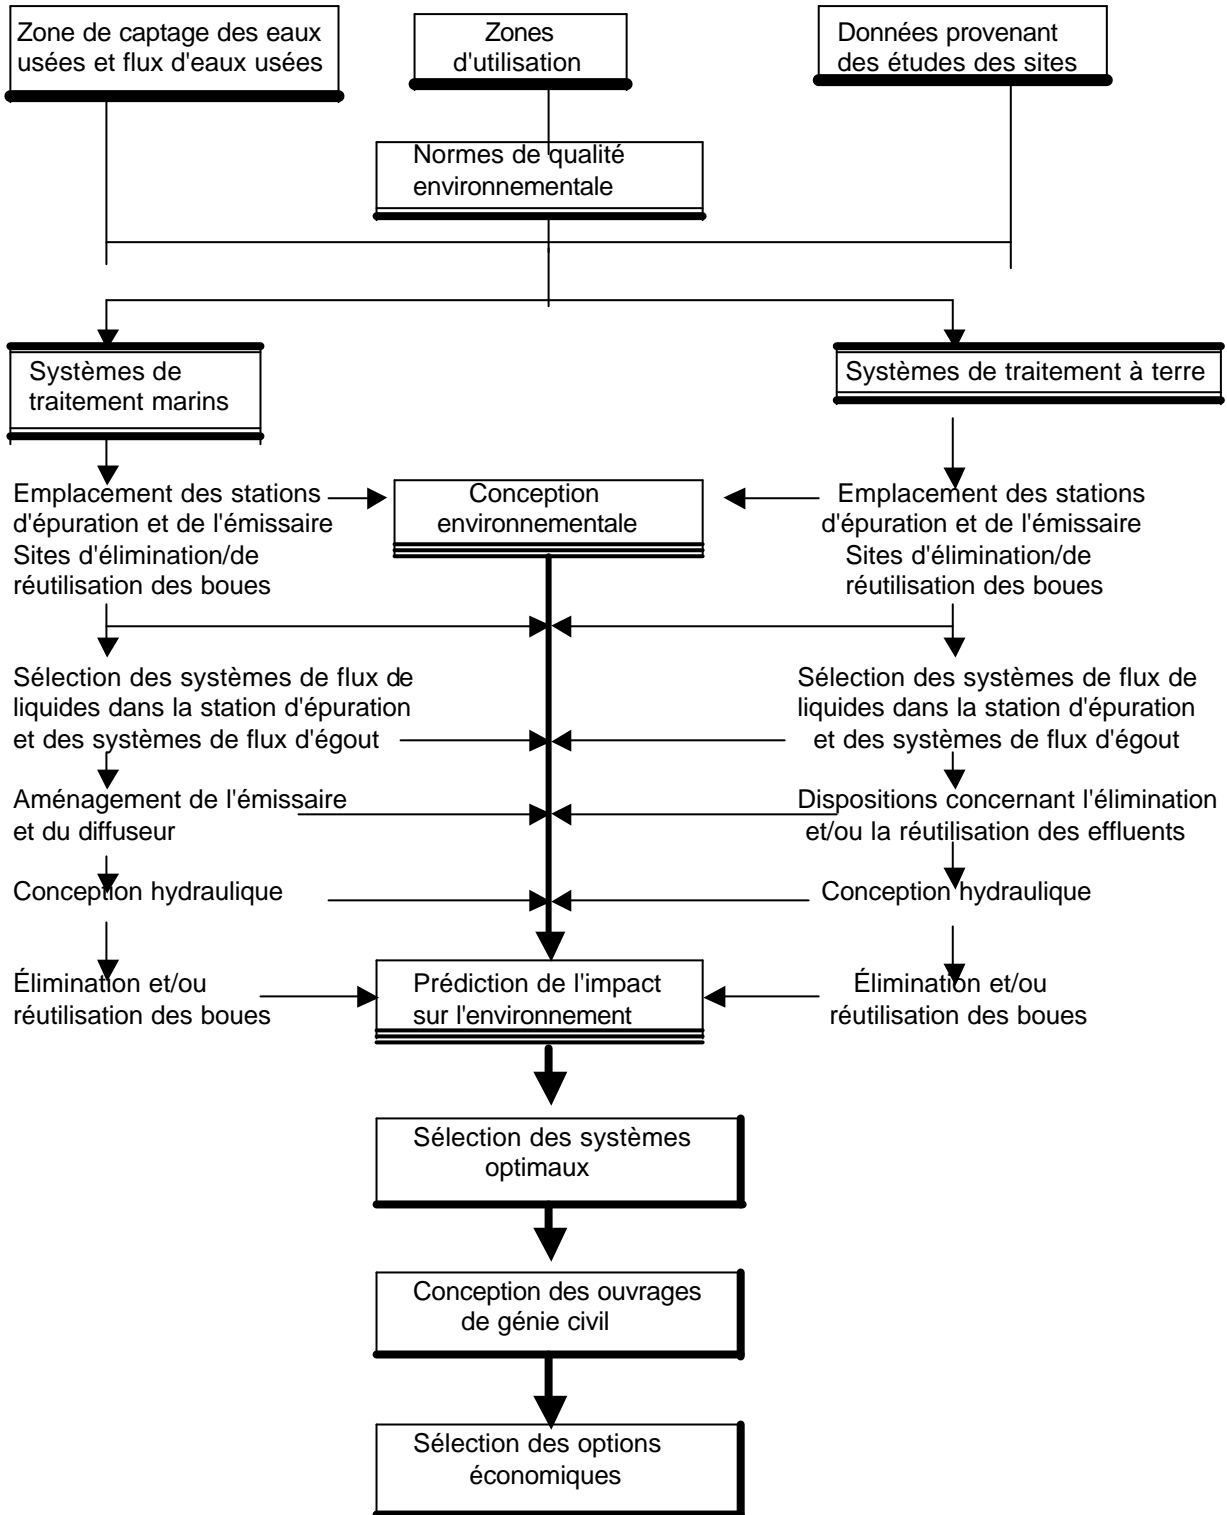 Zone de captage des eaux
usées et flux d'eaux usées
Zones
d'utilisation
Données provenant
des études des sites
Normes de qualité
environnementale
Systèmes de
traitement marins
Systèmes de traitement à terre
Emplacement des stations
d'épuration et de l'émissaire
Sites d'élimination/de
réutilisation des boues
Conception
environnementale
Emplacement des stations
d'épuration et de l'émissaire
Sites d'élimination/de
réutilisation des boues
Sélection des systèmes de flux de
liquides dans la station d'épuration
et des systèmes de flux d'égout
Sélection des systèmes de flux de
liquides dans la station d'épuration
et des systèmes de flux d'égout
Aménagement de l'émissaire
et du diffuseur
Dispositions concernant l'élimination
et/ou la réutilisation des effluents
Conception hydraulique
Conception hydraulique
Élimination et/ou
réutilisation des boues
Prédiction de l'impact
sur l'environnement
Élimination et/ou
réutilisation des boues
Sélection des systèmes
optimaux
Conception des ouvrages
de génie civil
Sélection des options
économiques